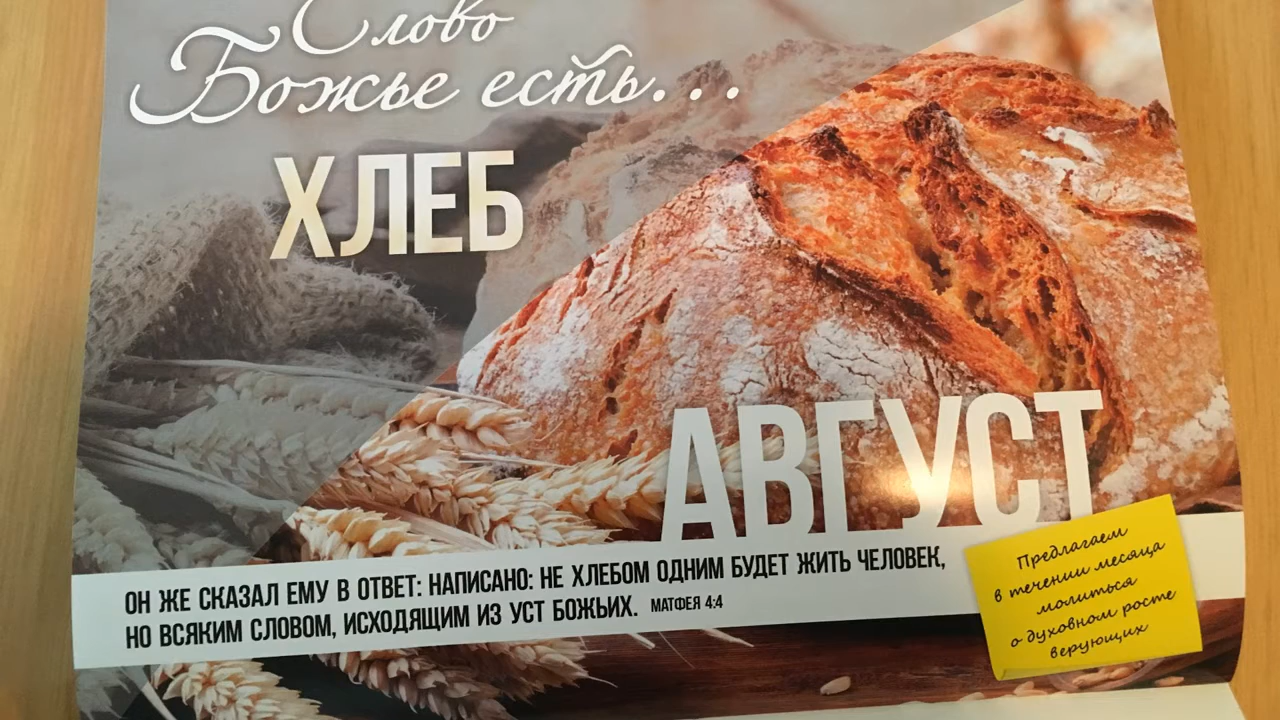 Слово
Божье есть...
ХЛЕБ
АВГУСТ
ОН ЖЕ СКАЗАЛ ЕМУ В ОТВЕТ: НАПИСАНО: НЕ ХЛЕБОМ ОДНИМ БУДЕТ ЖИТЬ ЧЕЛОВЕК,
НО ВСЯКИМ СЛОВОМ, ИСХОДЯЩИМ ИЗ УСТ БОЖЬИХ. МАТФЕЯ 4:4
Предлагаем
в течении месяца
молиться
о духовном росте
верующих